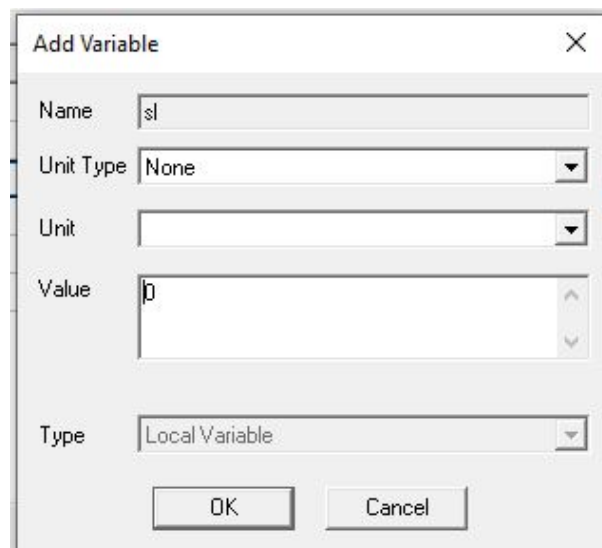 Add Variable
Name sl
Unit Type None
Unit
Value 0
Type Local Variable
OK Cancel